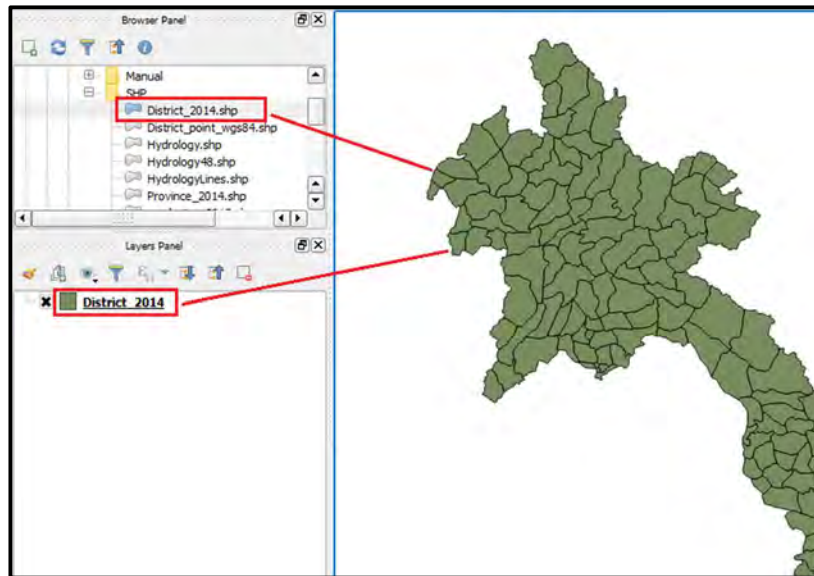 Browser Panel
Manual
SHP
District_2014.shp
District_point_wgs84.shp
Hydrology.shp
Hydrology48.shp
HydrologyLines.shp
Province_2014.shp
Layers Panel
District_2014